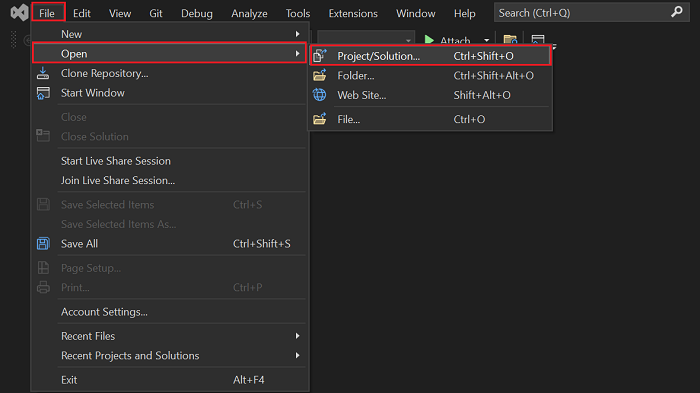 File Edit View Git Debug Analyze Tools Extensions Window Help Search (Ctrl+Q)
New
Open
Clone Repository...
Start Window
Close
Close Solution
Start Live Share Session
Join Live Share Session...
Save Selected Items Ctrl+S
Save Selected Items As...
Save All Ctrl+Shift+S
Page Setup...
Print... Ctrl+P
Account Settings...
Recent Files
Recent Projects and Solutions
Exit Alt+F4
Attach
Project/Solution... Ctrl+Shift+O
Folder... Ctrl+Shift+Alt+O
Web Site... Shift+Alt+O
File... Ctrl+O